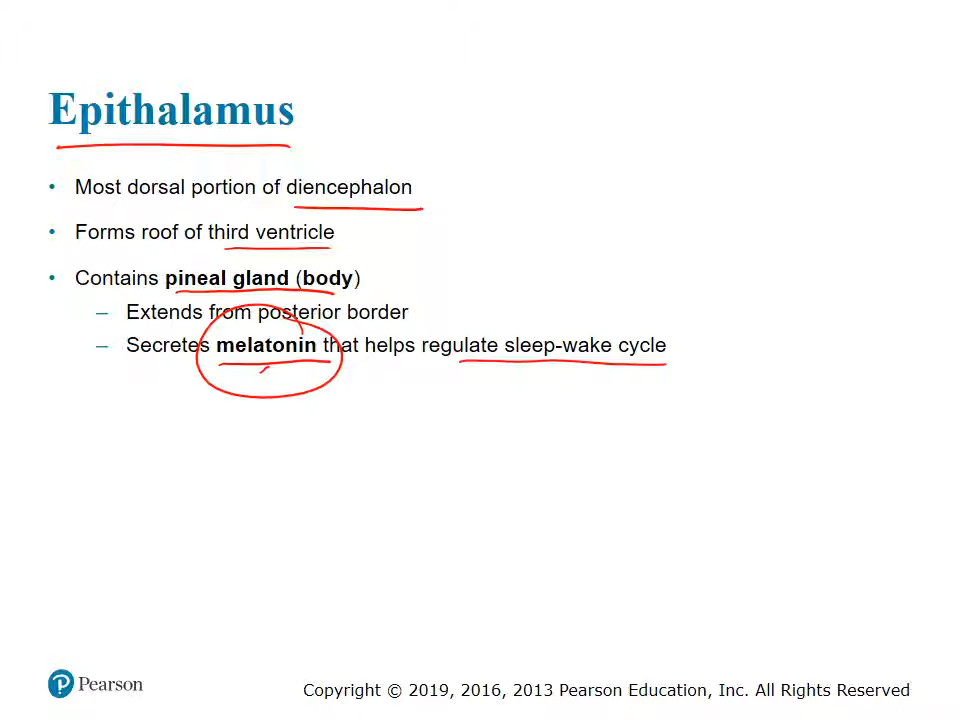 Epithalamus
• Most dorsal portion of diencephalon
• Forms roof of third ventricle
• Contains pineal gland (body)
– Extends from posterior border
– Secretes melatonin that helps regulate sleep-wake cycle
Pearson
Copyright © 2019, 2016, 2013 Pearson Education, Inc. All Rights Reserved